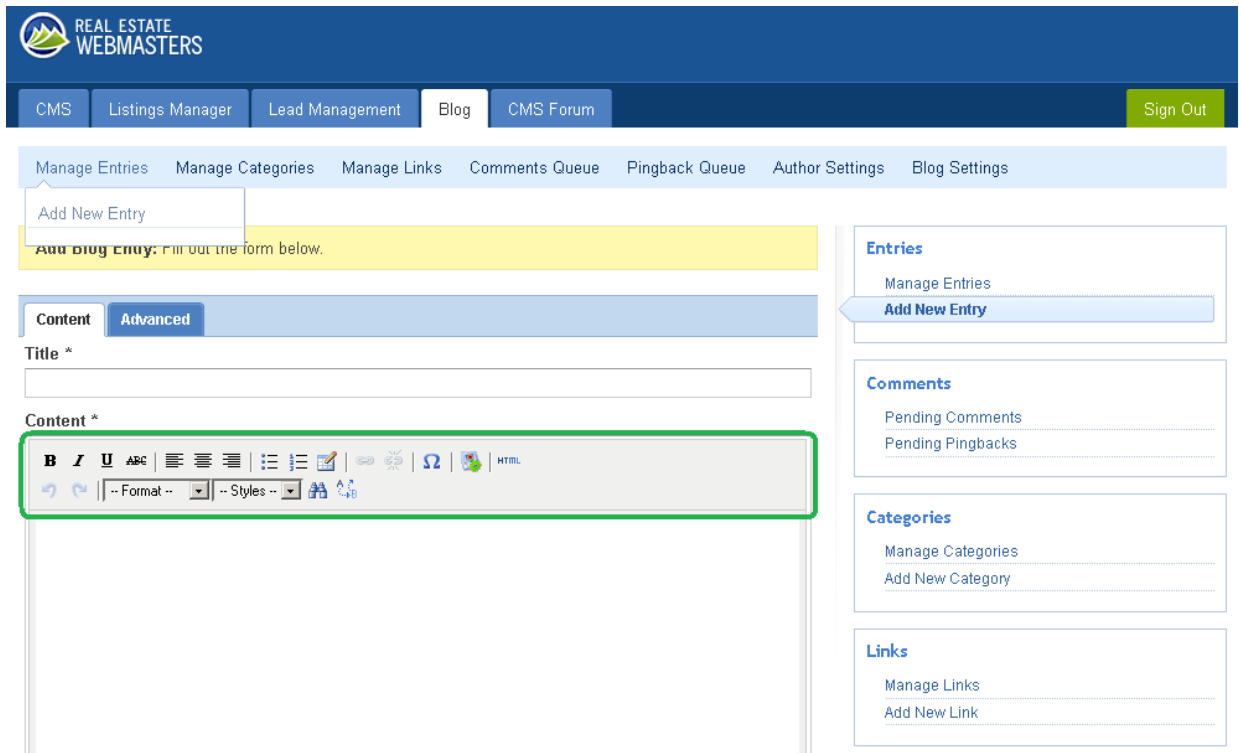 REAL ESTATE
WEBMASTERS
CMS Listings Manager Lead Management Blog CMS Forum Sign Out
Manage Entries Manage Categories Manage Links Comments Queue Pingback Queue Author Settings Blog Settings
Add New Entry
Add Blog Entry: Fill out the form below.
Content Advanced
Title *
Content *
B I U ABC Ω HTML
-- Format -- -- Styles --
Entries
Manage Entries
Add New Entry
Comments
Pending Comments
Pending Pingbacks
Categories
Manage Categories
Add New Category
Links
Manage Links
Add New Link